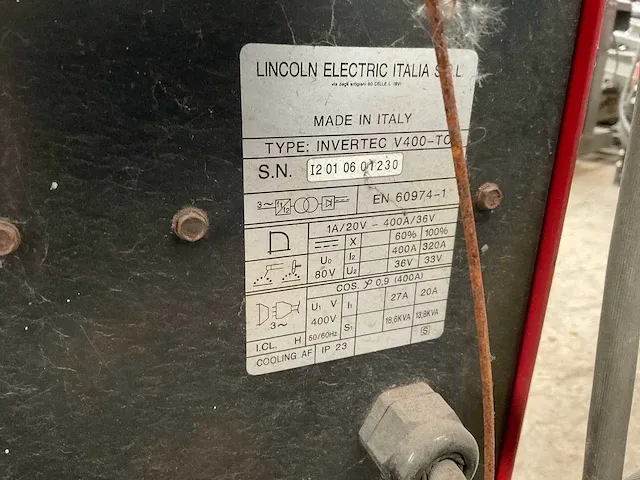 LINCOLN ELECTRIC ITALIA S.R.L
MADE IN ITALY
TYPE: INVERTEC V400-TC
S.N. I2 01 06 01230
3~ f1/f2 EN 60974-1
1A/20V - 400A/36V
X 60% 100%
U0 I2 400A 320A
80V U2 36V 33V
COS. φ 0,9 (400A)
U1 V I1 27A 20A
3~ 400V S1 18,6KVA 13,8KVA
I.CL. H 50/60Hz S
COOLING AF IP 23